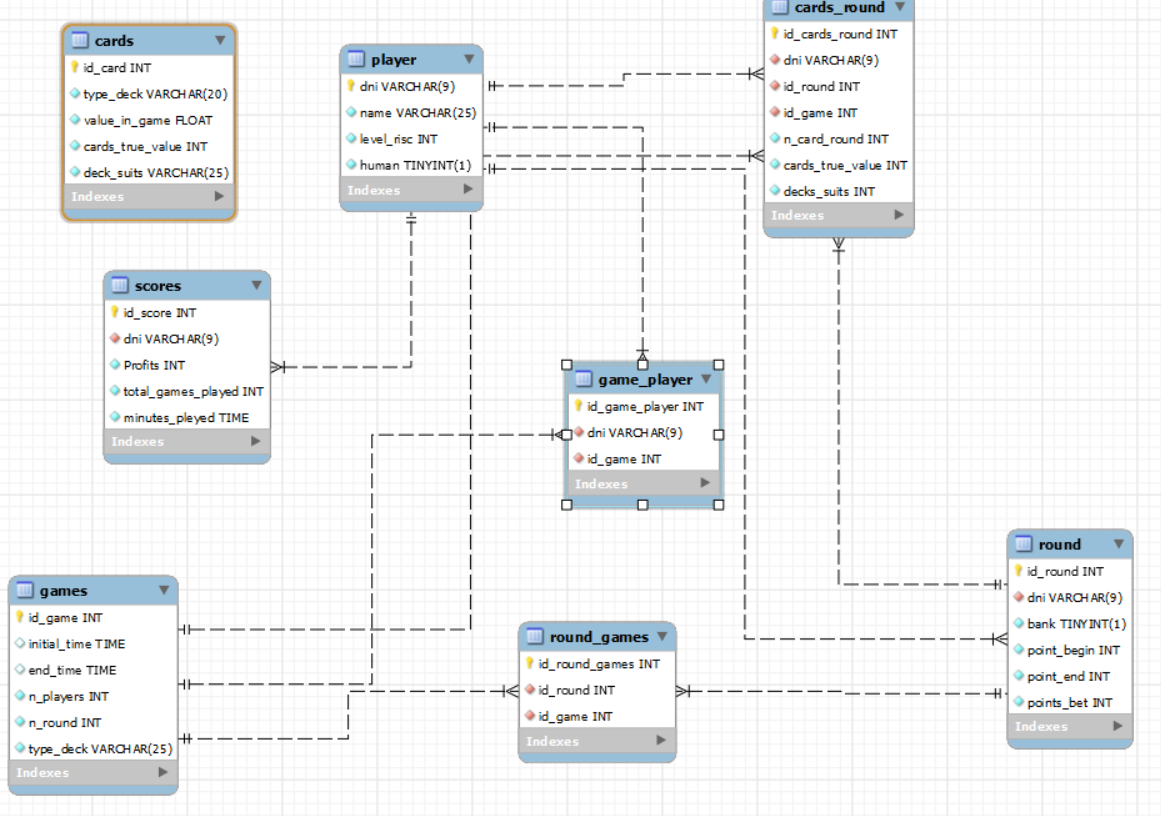 cards
id_card INT
type_deck VARCHAR(20)
value_in_game FLOAT
cards_true_value INT
deck_suits VARCHAR(25)
Indexes
player
dni VARCHAR(9)
name VARCHAR(25)
level_risc INT
human TINYINT(1)
Indexes
cards_round
id_cards_round INT
dni VARCHAR(9)
id_round INT
id_game INT
n_card_round INT
cards_true_value INT
decks_suits INT
Indexes
scores
id_score INT
dni VARCHAR(9)
Profits INT
total_games_played INT
minutes_pleyed TIME
Indexes
game_player
id_game_player INT
dni VARCHAR(9)
id_game INT
Indexes
games
id_game INT
initial_time TIME
end_time TIME
n_players INT
n_round INT
type_deck VARCHAR(25)
Indexes
round_games
id_round_games INT
id_round INT
id_game INT
Indexes
round
id_round INT
dni VARCHAR(9)
bank TINYINT(1)
point_begin INT
point_end INT
points_bet INT
Indexes